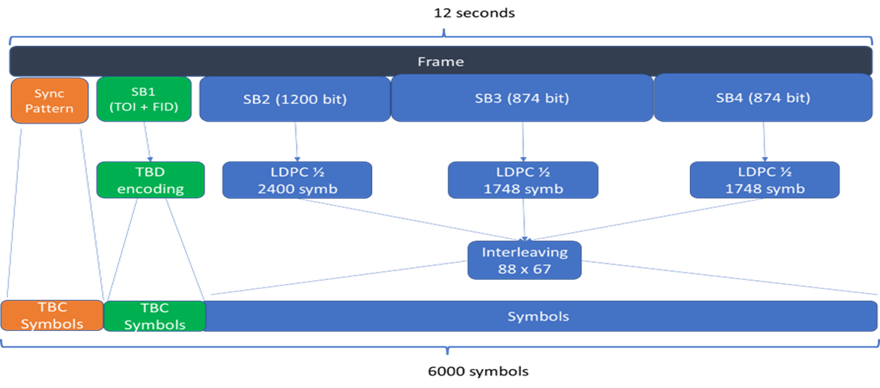 12 seconds
Frame
Sync
Pattern
SB1
(TOI + FID)
SB2 (1200 bit)
SB3 (874 bit)
SB4 (874 bit)
TBD
encoding
LDPC ½
2400 symb
LDPC ½
1748 symb
LDPC ½
1748 symb
Interleaving
88 x 67
TBC
Symbols
TBC
Symbols
Symbols
6000 symbols